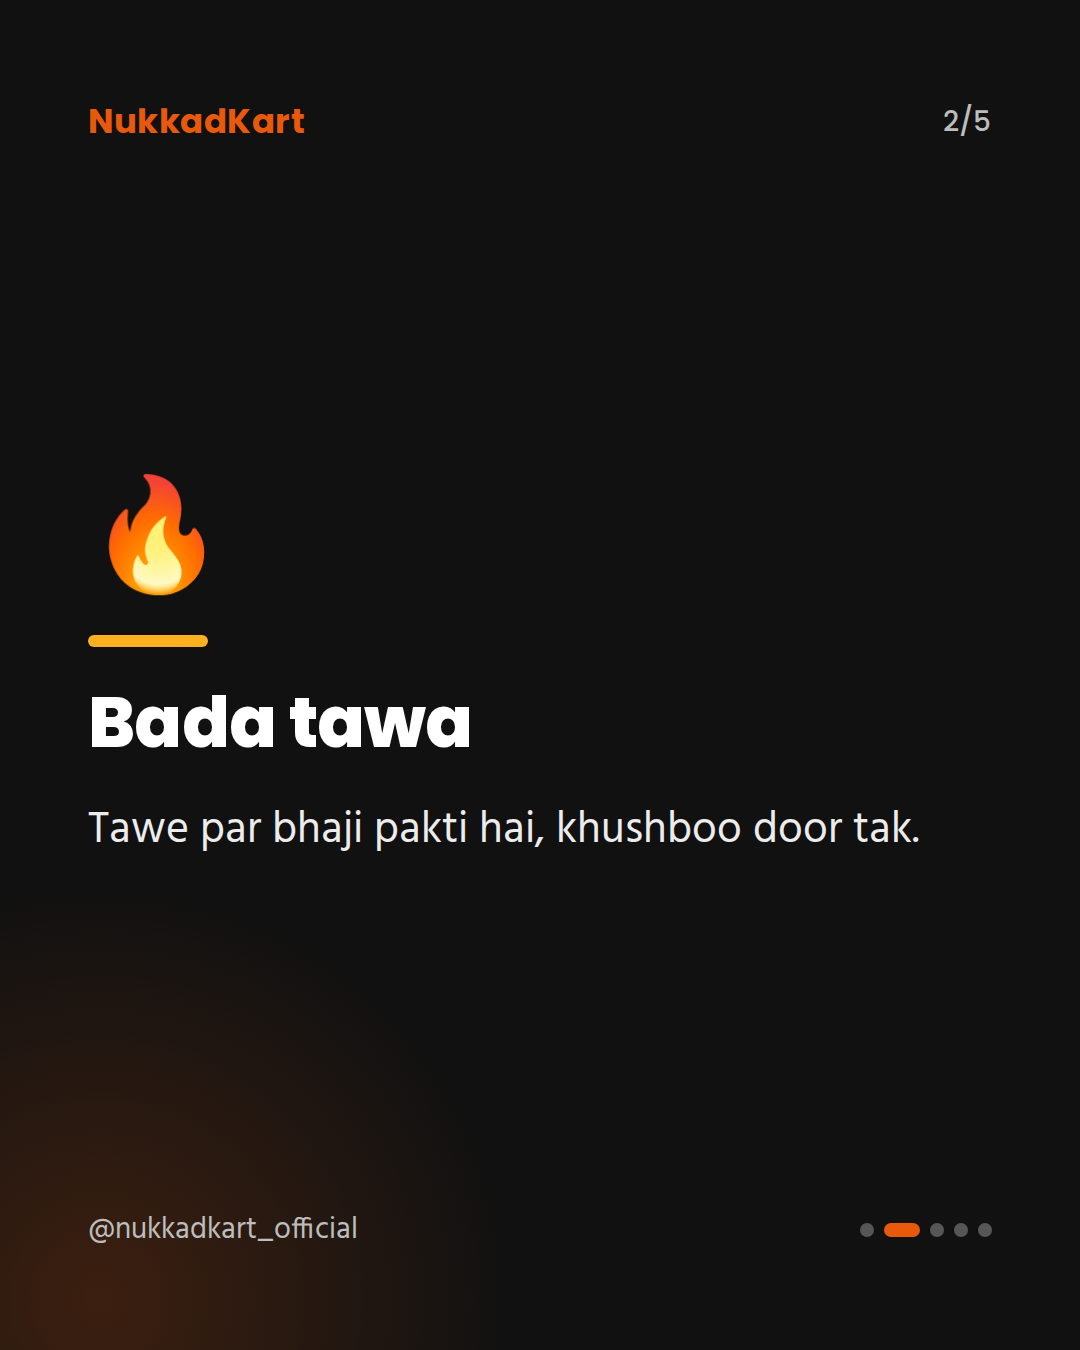 NukkadKart
2/5
Bada tawa
Tawe par bhaji pakti hai, khushboo door tak.
@nukkadkart_official